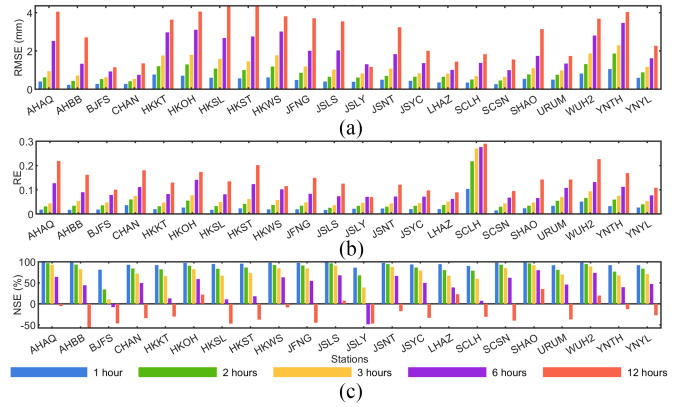 RMSE (mm)
4
2
0
AHAQ AHBB BJFS CHAN HKKT HKOH HKSL HKST HKWS JFNG JSLS JSLY JSNT JSYC LHAZ SCLH SCSN SHAO URUM WUH2 YNTH YNYL
(a)
RE
0.3
0.2
0.1
0
AHAQ AHBB BJFS CHAN HKKT HKOH HKSL HKST HKWS JFNG JSLS JSLY JSNT JSYC LHAZ SCLH SCSN SHAO URUM WUH2 YNTH YNYL
(b)
NSE (%)
100
50
0
-50
AHAQ AHBB BJFS CHAN HKKT HKOH HKSL HKST HKWS JFNG JSLS JSLY JSNT JSYC LHAZ SCLH SCSN SHAO URUM WUH2 YNTH YNYL
Stations
1 hour 2 hours 3 hours 6 hours 12 hours
(c)